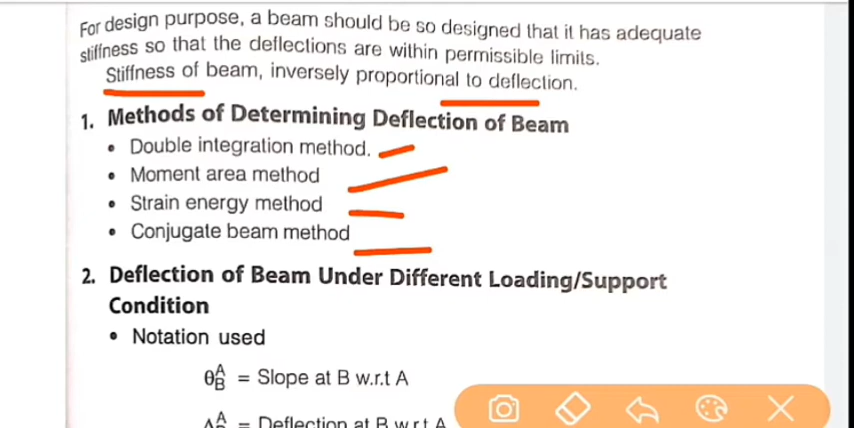 For design purpose, a beam should be so designed that it has adequate
stiffness so that the deflections are within permissible limits.
Stiffness of beam, inversely proportional to deflection.
1. Methods of Determining Deflection of Beam
• Double integration method.
• Moment area method
• Strain energy method
• Conjugate beam method
2. Deflection of Beam Under Different Loading/Support
Condition
• Notation used
θ_B^A = Slope at B w.r.t A
Δ^A = Deflection at B w.r.t A